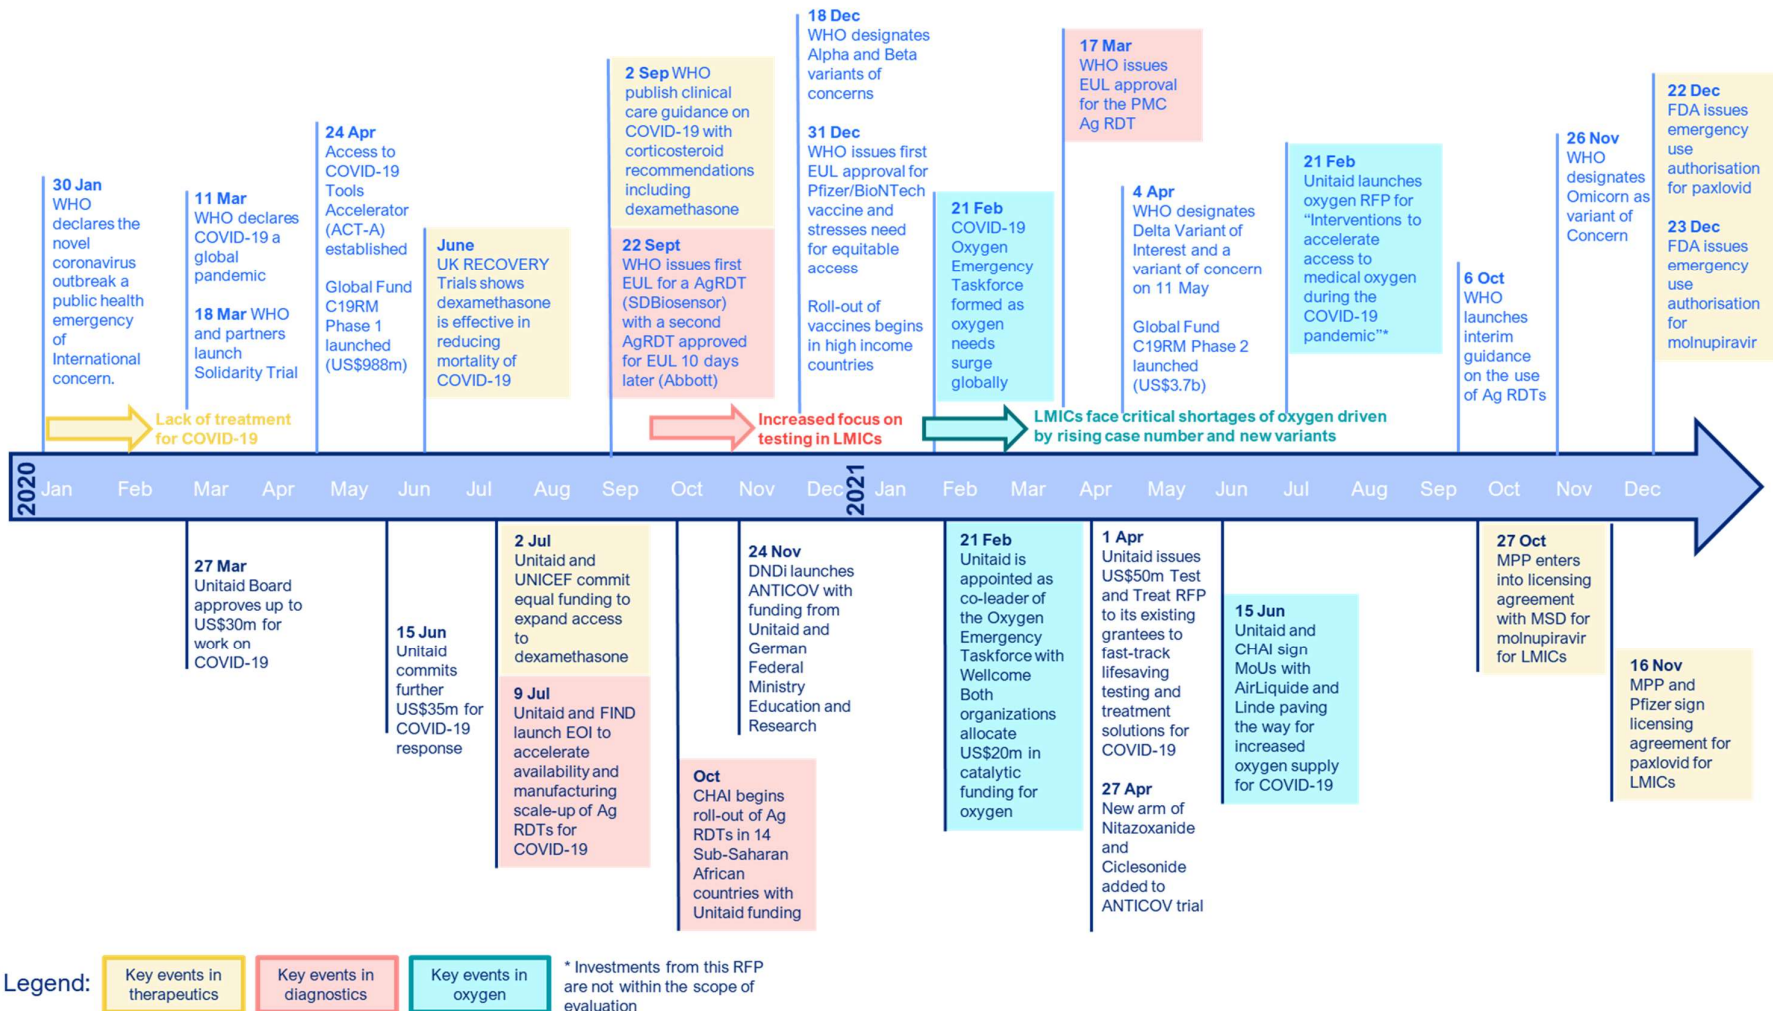 30 Jan
WHO
declares the
novel
coronavirus
outbreak a
public health
emergency
of
International
concern.
11 Mar
WHO declares
COVID-19 a
global
pandemic
18 Mar WHO
and partners
launch
Solidarity Trial
24 Apr
Access to
COVID-19
Tools
Accelerator
(ACT-A)
established
Global Fund
C19RM
Phase 1
launched
(US$988m)
June
UK RECOVERY
Trials shows
dexamethasone
is effective in
reducing
mortality of
COVID-19
2 Sep WHO
publish clinical
care guidance on
COVID-19 with
corticosteroid
recommendations
including
dexamethasone
22 Sept
WHO issues first
EUL for a AgRDT
(SDBiosensor)
with a second
AgRDT approved
for EUL 10 days
later (Abbott)
18 Dec
WHO designates
Alpha and Beta
variants of
concerns
31 Dec
WHO issues first
EUL approval for
Pfizer/BioNTech
vaccine and
stresses need
for equitable
access
Roll-out of
vaccines begins
in high income
countries
21 Feb
COVID-19
Oxygen
Emergency
Taskforce
formed as
oxygen
needs
surge
globally
17 Mar
WHO issues
EUL approval
for the PMC
Ag RDT
4 Apr
WHO designates
Delta Variant of
Interest and a
variant of concern
on 11 May
Global Fund
C19RM Phase 2
launched
(US$3.7b)
21 Feb
Unitaid launches
oxygen RFP for
“Interventions to
accelerate
access to
medical oxygen
during the
COVID-19
pandemic”*
6 Oct
WHO
launches
interim
guidance
on the use
of Ag RDTs
26 Nov
WHO
designates
Omicorn as
variant of
Concern
22 Dec
FDA issues
emergency
use
authorisation
for paxlovid
23 Dec
FDA issues
emergency
use
authorisation
for
molnupiravir
Lack of treatment
for COVID-19
Increased focus on
testing in LMICs
LMICs face critical shortages of oxygen driven
by rising case number and new variants
2020 Jan Feb Mar Apr May Jun Jul Aug Sep Oct Nov Dec 2021 Jan Feb Mar Apr May Jun Jul Aug Sep Oct Nov Dec
27 Mar
Unitaid Board
approves up to
US$30m for
work on
COVID-19
15 Jun
Unitaid
commits
further
US$35m for
COVID-19
response
2 Jul
Unitaid and
UNICEF commit
equal funding to
expand access
to
dexamethasone
9 Jul
Unitaid and FIND
launch EOI to
accelerate
availability and
manufacturing
scale-up of Ag
RDTs for
COVID-19
Oct
CHAI begins
roll-out of Ag
RDTs in 14
Sub-Saharan
African
countries with
Unitaid funding
24 Nov
DNDi launches
ANTICOV with
funding from
Unitaid and
German
Federal
Ministry
Education and
Research
21 Feb
Unitaid is
appointed as
co-leader of
the Oxygen
Emergency
Taskforce with
Wellcome
Both
organizations
allocate
US$20m in
catalytic
funding for
oxygen
1 Apr
Unitaid issues
US$50m Test
and Treat RFP
to its existing
grantees to
fast-track
lifesaving
testing and
treatment
solutions for
COVID-19
27 Apr
New arm of
Nitazoxanide
and
Ciclesonide
added to
ANTICOV trial
15 Jun
Unitaid and
CHAI sign
MoUs with
AirLiquide and
Linde paving
the way for
increased
oxygen supply
for COVID-19
27 Oct
MPP enters
into licensing
agreement
with MSD for
molnupiravir
for LMICs
16 Nov
MPP and
Pfizer sign
licensing
agreement for
paxlovid for
LMICs
Legend:
Key events in
therapeutics
Key events in
diagnostics
Key events in
oxygen
* Investments from this RFP
are not within the scope of
evaluation